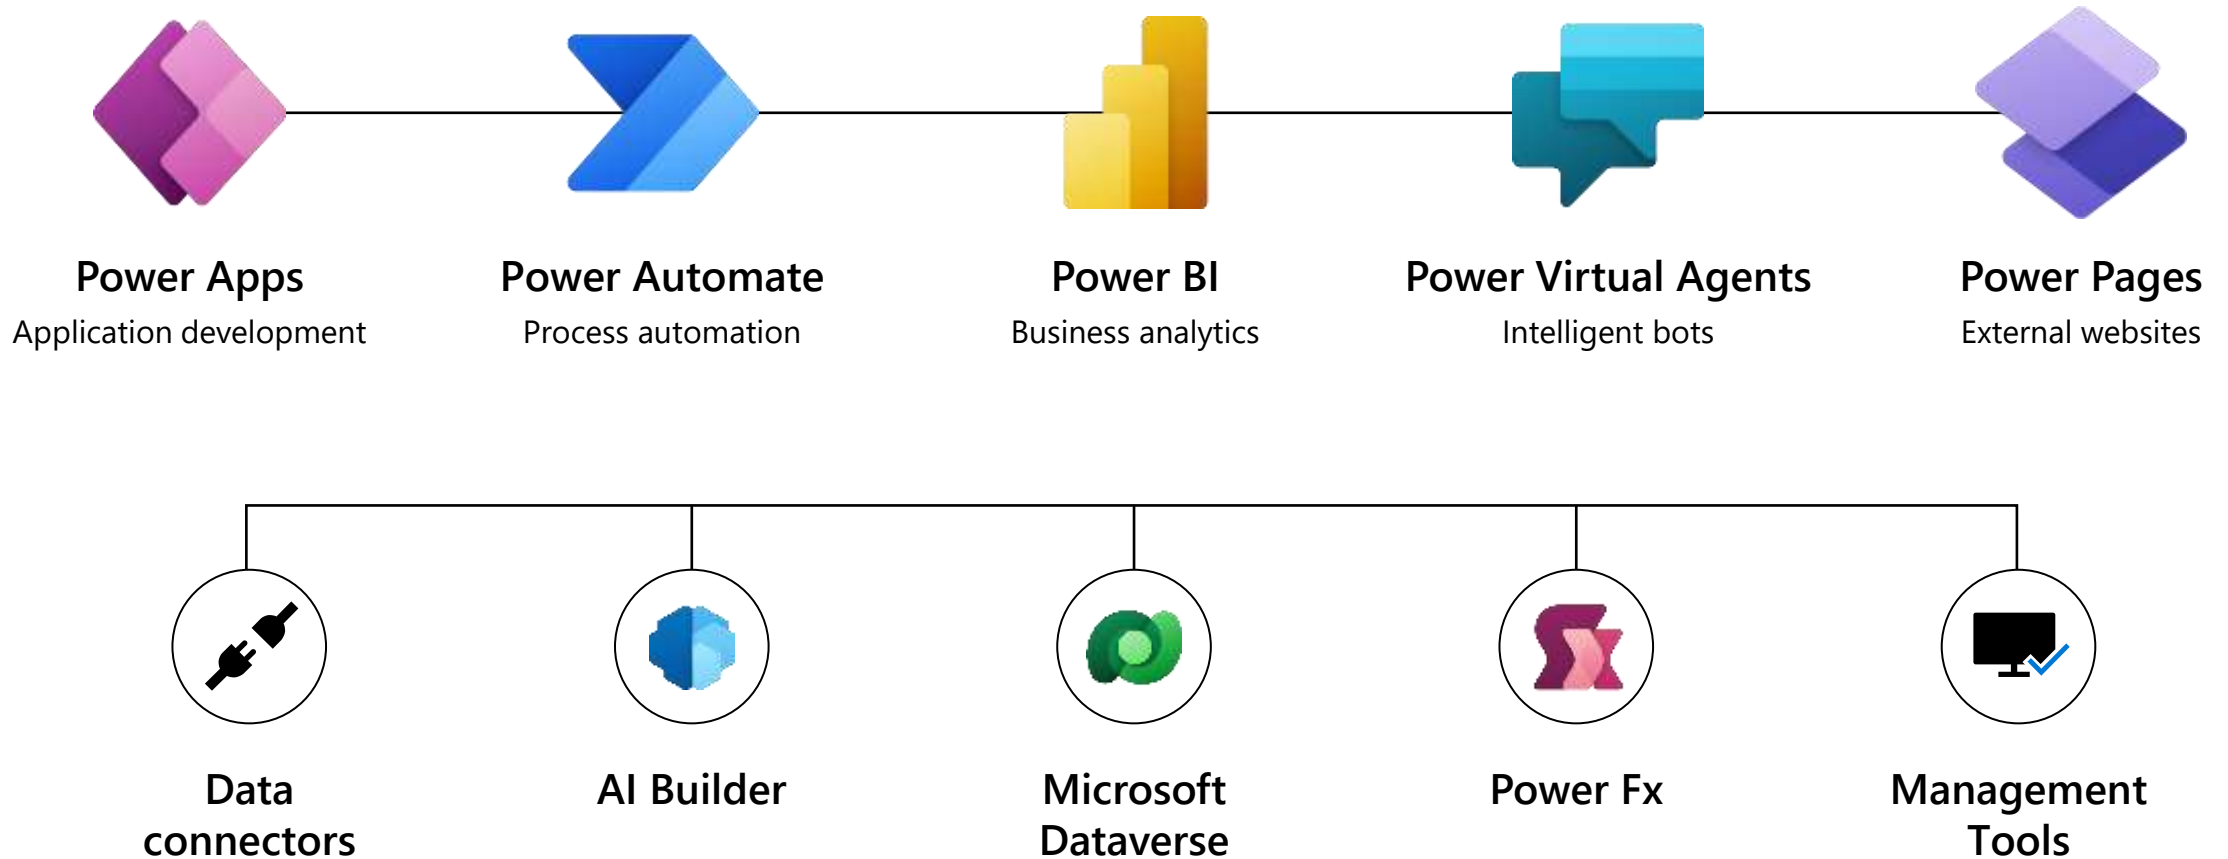 Power Apps
Application development
Power Automate
Process automation
Power BI
Business analytics
Power Virtual Agents
Intelligent bots
Power Pages
External websites
Data
connectors
AI Builder
Microsoft
Dataverse
Power Fx
Management
Tools